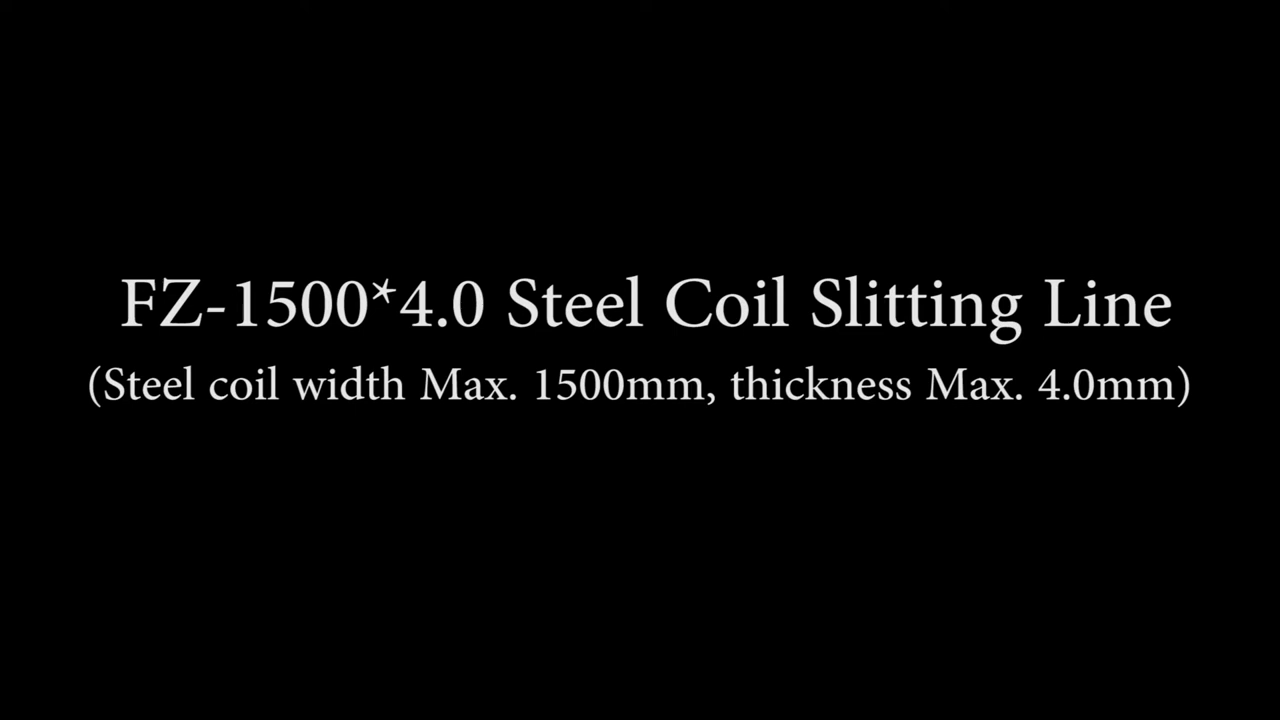 FZ-1500*4.0 Steel Coil Slitting Line
(Steel coil width Max. 1500mm, thickness Max. 4.0mm)